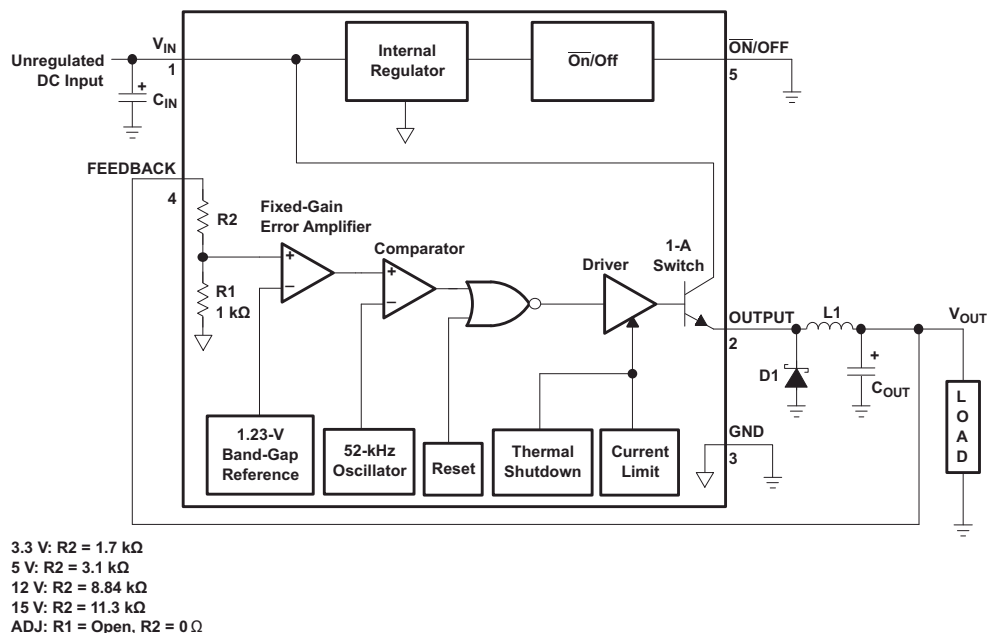 Unregulated
DC Input
V_IN
1
+
C_IN
Internal
Regulator
O̅N̅/Off
ON̅/OFF
5
FEEDBACK
4
R2
R1
1 kΩ
Fixed-Gain
Error Amplifier
+
−
Comparator
+
−
Driver
1-A
Switch
OUTPUT
2
L1
V_OUT
D1
+
C_OUT
L
O
A
D
1.23-V
Band-Gap
Reference
52-kHz
Oscillator
Reset
Thermal
Shutdown
Current
Limit
GND
3
3.3 V: R2 = 1.7 kΩ
5 V: R2 = 3.1 kΩ
12 V: R2 = 8.84 kΩ
15 V: R2 = 11.3 kΩ
ADJ: R1 = Open, R2 = 0 Ω